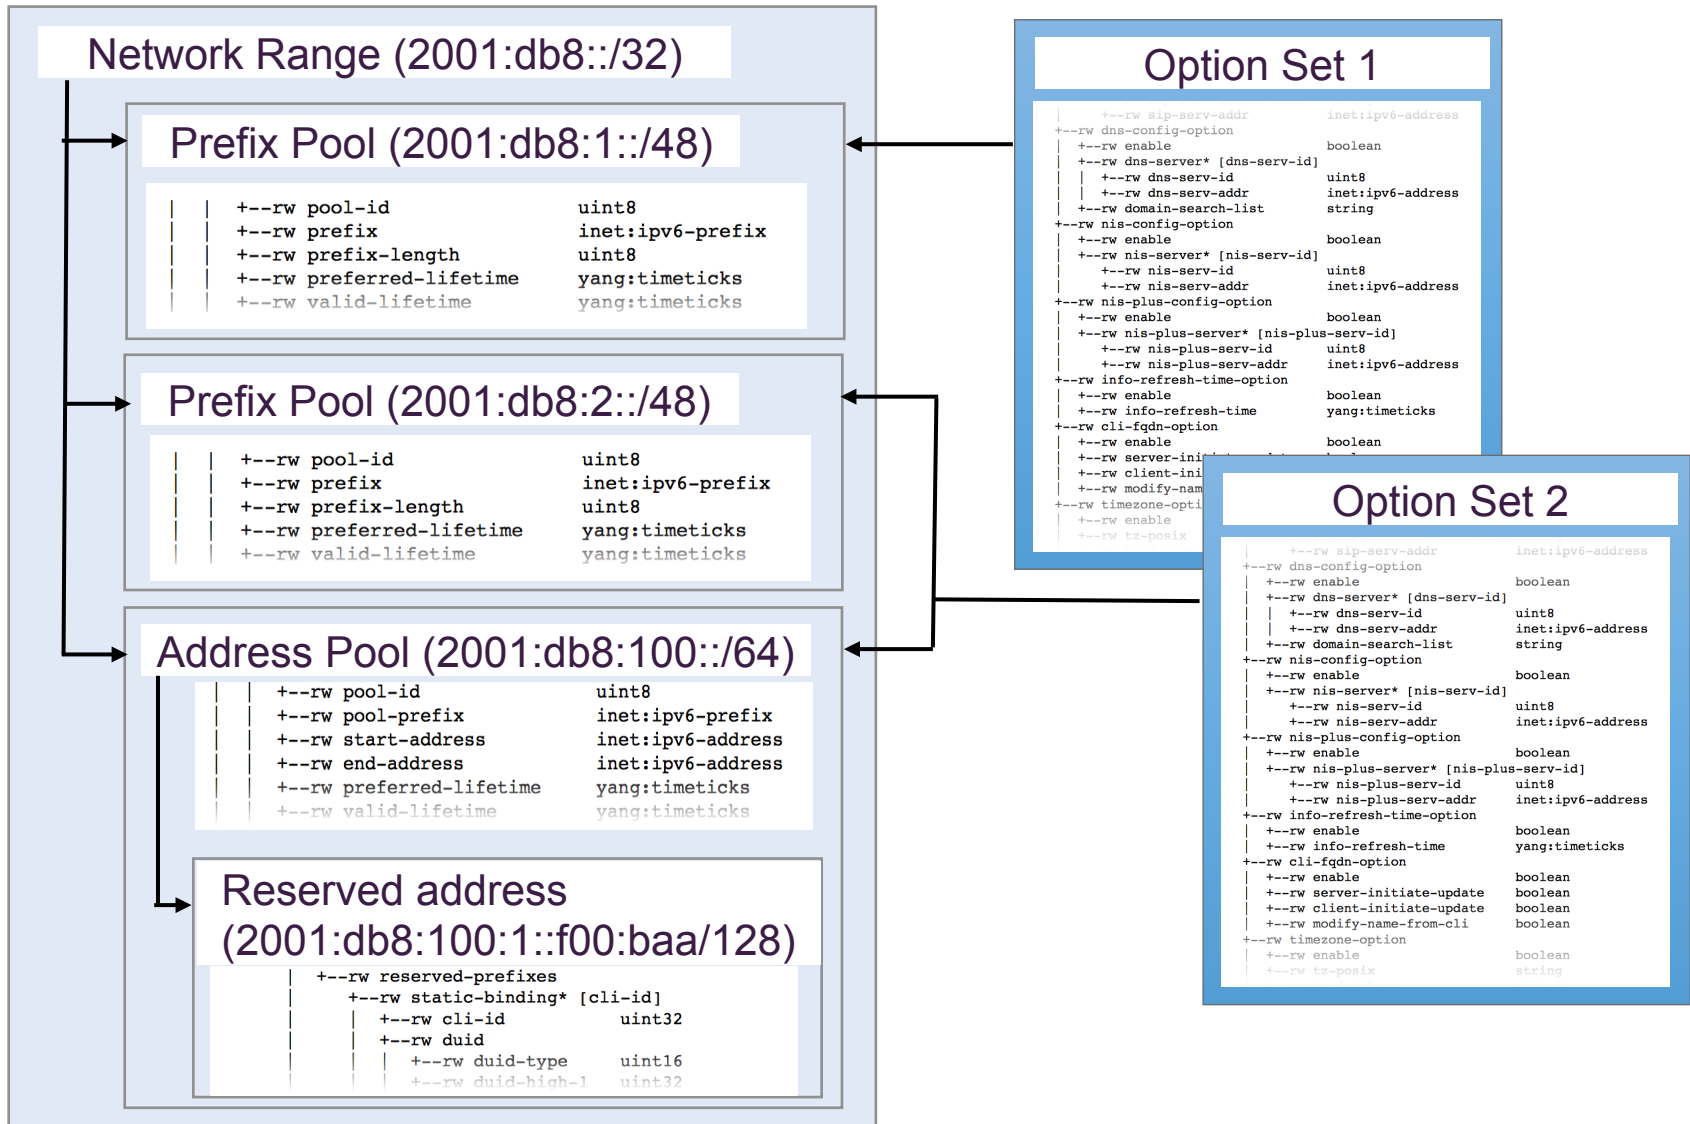 Network Range (2001:db8::/32)
Prefix Pool (2001:db8:1::/48)
| | +--rw pool-id uint8
| | +--rw prefix inet:ipv6-prefix
| | +--rw prefix-length uint8
| | +--rw preferred-lifetime yang:timeticks
| | +--rw valid-lifetime yang:timeticks
Prefix Pool (2001:db8:2::/48)
| | +--rw pool-id uint8
| | +--rw prefix inet:ipv6-prefix
| | +--rw prefix-length uint8
| | +--rw preferred-lifetime yang:timeticks
| | +--rw valid-lifetime yang:timeticks
Address Pool (2001:db8:100::/64)
| | +--rw pool-id uint8
| | +--rw pool-prefix inet:ipv6-prefix
| | +--rw start-address inet:ipv6-address
| | +--rw end-address inet:ipv6-address
| | +--rw preferred-lifetime yang:timeticks
| | +--rw valid-lifetime yang:timeticks
Reserved address
(2001:db8:100:1::f00:baa/128)
| +--rw reserved-prefixes
| +--rw static-binding* [cli-id]
| | +--rw cli-id uint32
| | +--rw duid
| | | +--rw duid-type uint16
| | | +--rw duid-high-1 uint32
Option Set 1
| +--rw sip-serv-addr inet:ipv6-address
+--rw dns-config-option
| +--rw enable boolean
| +--rw dns-server* [dns-serv-id]
| | +--rw dns-serv-id uint8
| | +--rw dns-serv-addr inet:ipv6-address
| +--rw domain-search-list string
+--rw nis-config-option
| +--rw enable boolean
| +--rw nis-server* [nis-serv-id]
| +--rw nis-serv-id uint8
| +--rw nis-serv-addr inet:ipv6-address
+--rw nis-plus-config-option
| +--rw enable boolean
| +--rw nis-plus-server* [nis-plus-serv-id]
| +--rw nis-plus-serv-id uint8
| +--rw nis-plus-serv-addr inet:ipv6-address
+--rw info-refresh-time-option
| +--rw enable boolean
| +--rw info-refresh-time yang:timeticks
+--rw cli-fqdn-option
| +--rw enable boolean
| +--rw
| +--rw
| +--rw
+--rw
| +--rw enable
| +--rw tz-posix
Option Set 2
| +--rw sip-serv-addr inet:ipv6-address
+--rw dns-config-option
| +--rw enable boolean
| +--rw dns-server* [dns-serv-id]
| | +--rw dns-serv-id uint8
| | +--rw dns-serv-addr inet:ipv6-address
| +--rw domain-search-list string
+--rw nis-config-option
| +--rw enable boolean
| +--rw nis-server* [nis-serv-id]
| +--rw nis-serv-id uint8
| +--rw nis-serv-addr inet:ipv6-address
+--rw nis-plus-config-option
| +--rw enable boolean
| +--rw nis-plus-server* [nis-plus-serv-id]
| +--rw nis-plus-serv-id uint8
| +--rw nis-plus-serv-addr inet:ipv6-address
+--rw info-refresh-time-option
| +--rw enable boolean
| +--rw info-refresh-time yang:timeticks
+--rw cli-fqdn-option
| +--rw enable boolean
| +--rw server-initiate-update boolean
| +--rw client-initiate-update boolean
| +--rw modify-name-from-cli boolean
+--rw timezone-option
| +--rw enable boolean
| +--rw tz-posix string